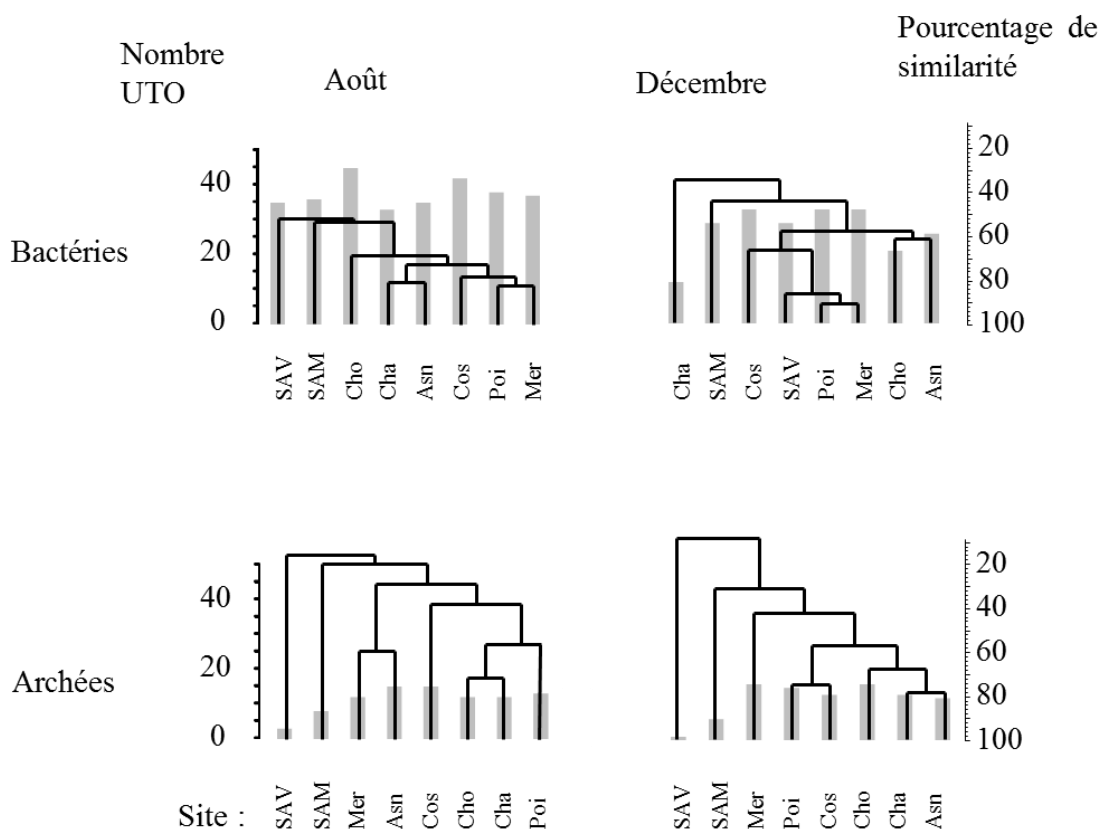 Nombre
UTO
Août
Décembre
Pourcentage de
similarité
Bactéries
40
20
0
20
40
60
80
100
SAV SAM Cho Cha Asn Cos Poi Mer
Cha SAM Cos SAV Poi Mer Cho Asn
Archées
40
20
0
20
40
60
80
100
Site : SAV SAM Mer Asn Cos Cho Cha Poi
SAV SAM Mer Poi Cos Cho Cha Asn